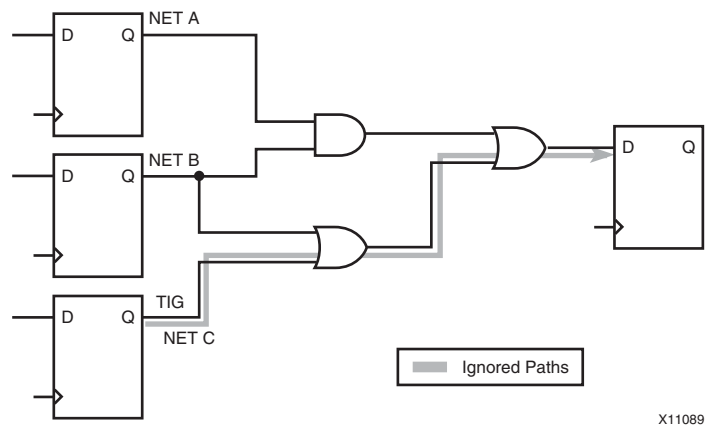 NET A
D Q
NET B
D Q
D Q
TIG
D Q
NET C
Ignored Paths
X11089